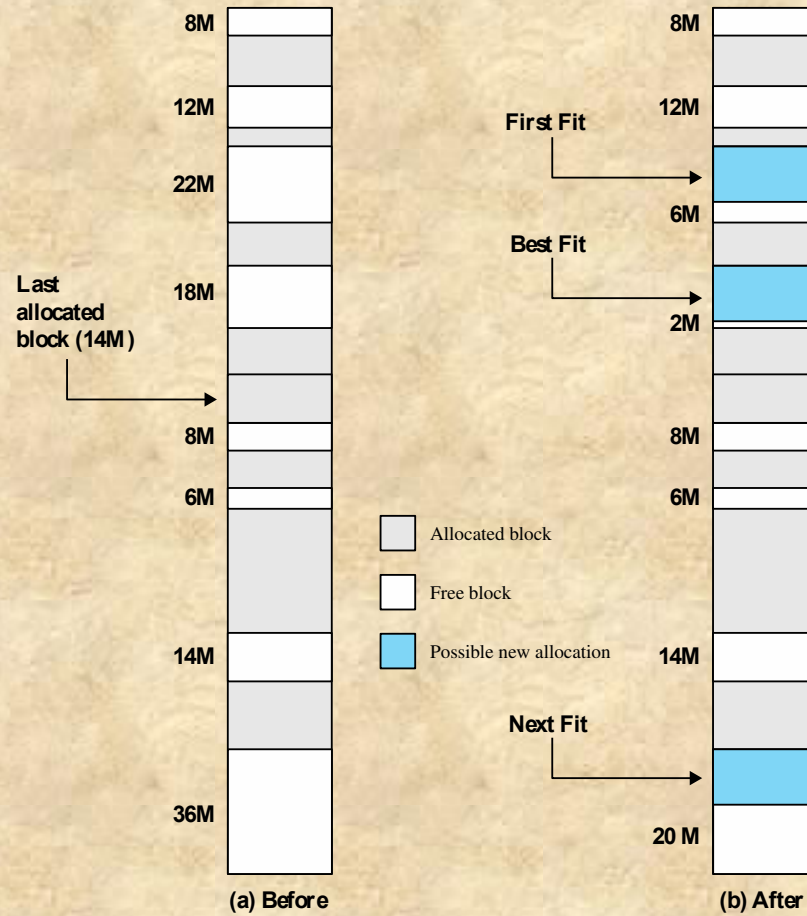 8M
12M
22M
18M
Last
allocated
block (14M)
8M
6M
14M
36M
(a) Before
Allocated block
Free block
Possible new allocation
8M
12M
First Fit
6M
Best Fit
2M
8M
6M
14M
Next Fit
20 M
(b) After